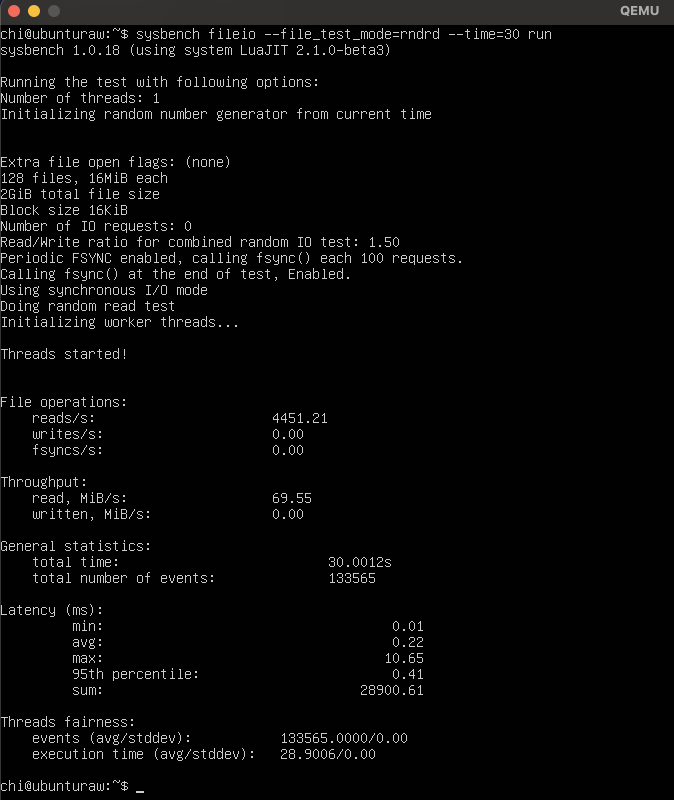 QEMU
chi@ubunturaw:~$ sysbench fileio --file_test_mode=rndrd --time=30 run
sysbench 1.0.18 (using system LuaJIT 2.1.0-beta3)
Running the test with following options:
Number of threads: 1
Initializing random number generator from current time
Extra file open flags: (none)
128 files, 16MiB each
2GiB total file size
Block size 16KiB
Number of IO requests: 0
Read/Write ratio for combined random IO test: 1.50
Periodic FSYNC enabled, calling fsync() each 100 requests.
Calling fsync() at the end of test, Enabled.
Using synchronous I/O mode
Doing random read test
Initializing worker threads...
Threads started!
File operations:
    reads/s:                      4451.21
    writes/s:                     0.00
    fsyncs/s:                     0.00
Throughput:
    read, MiB/s:                  69.55
    written, MiB/s:               0.00
General statistics:
    total time:                          30.0012s
    total number of events:              133565
Latency (ms):
         min:                                    0.01
         avg:                                    0.22
         max:                                   10.65
         95th percentile:                        0.41
         sum:                                28900.61
Threads fairness:
    events (avg/stddev):           133565.0000/0.00
    execution time (avg/stddev):   28.9006/0.00
chi@ubunturaw:~$ _